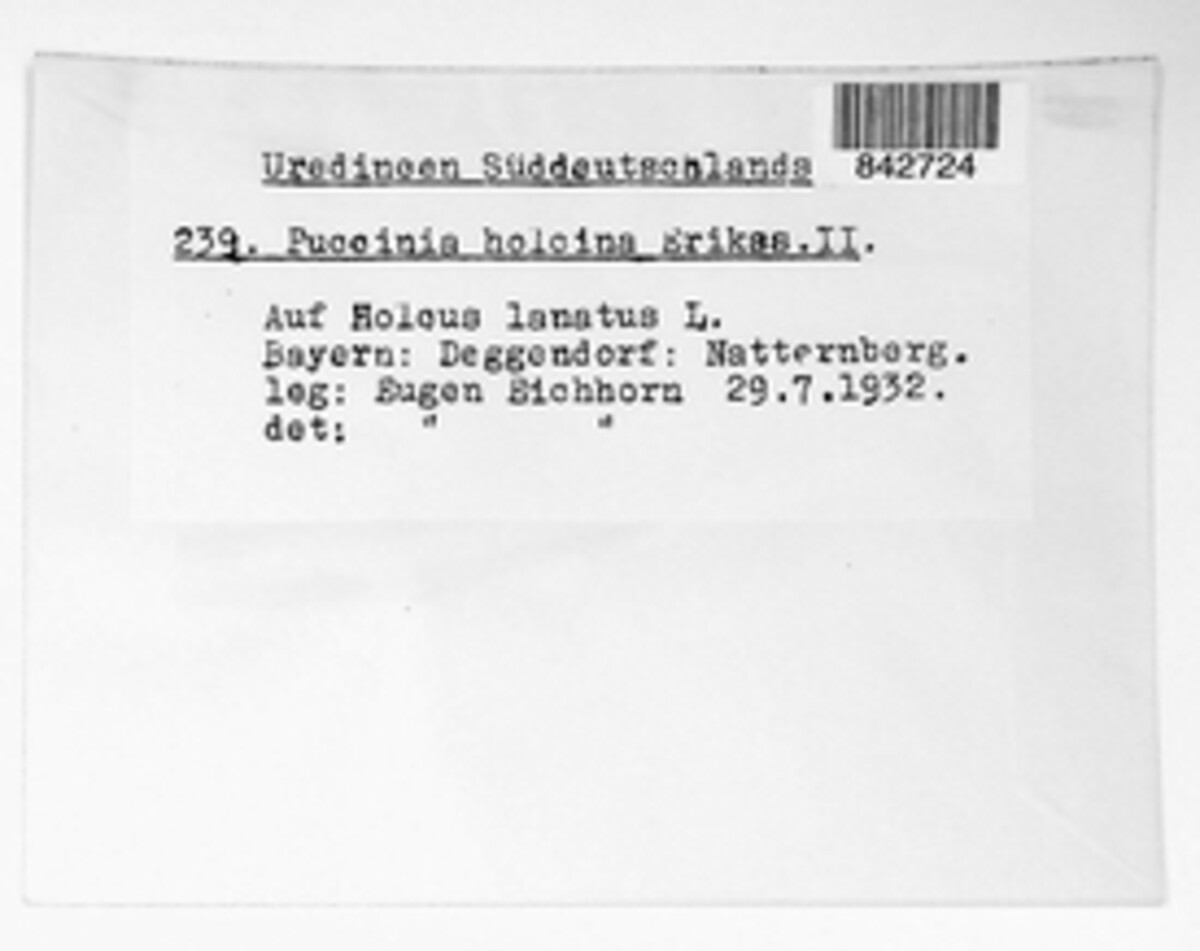 Uredineen Süddeutschlands
842724
239. Puccinia holcina Erikss.II.
Auf Holcus lanatus L.
Bayern: Deggendorf: Natternberg.
leg: Eugen Eichhorn 29.7.1932.
det: " "